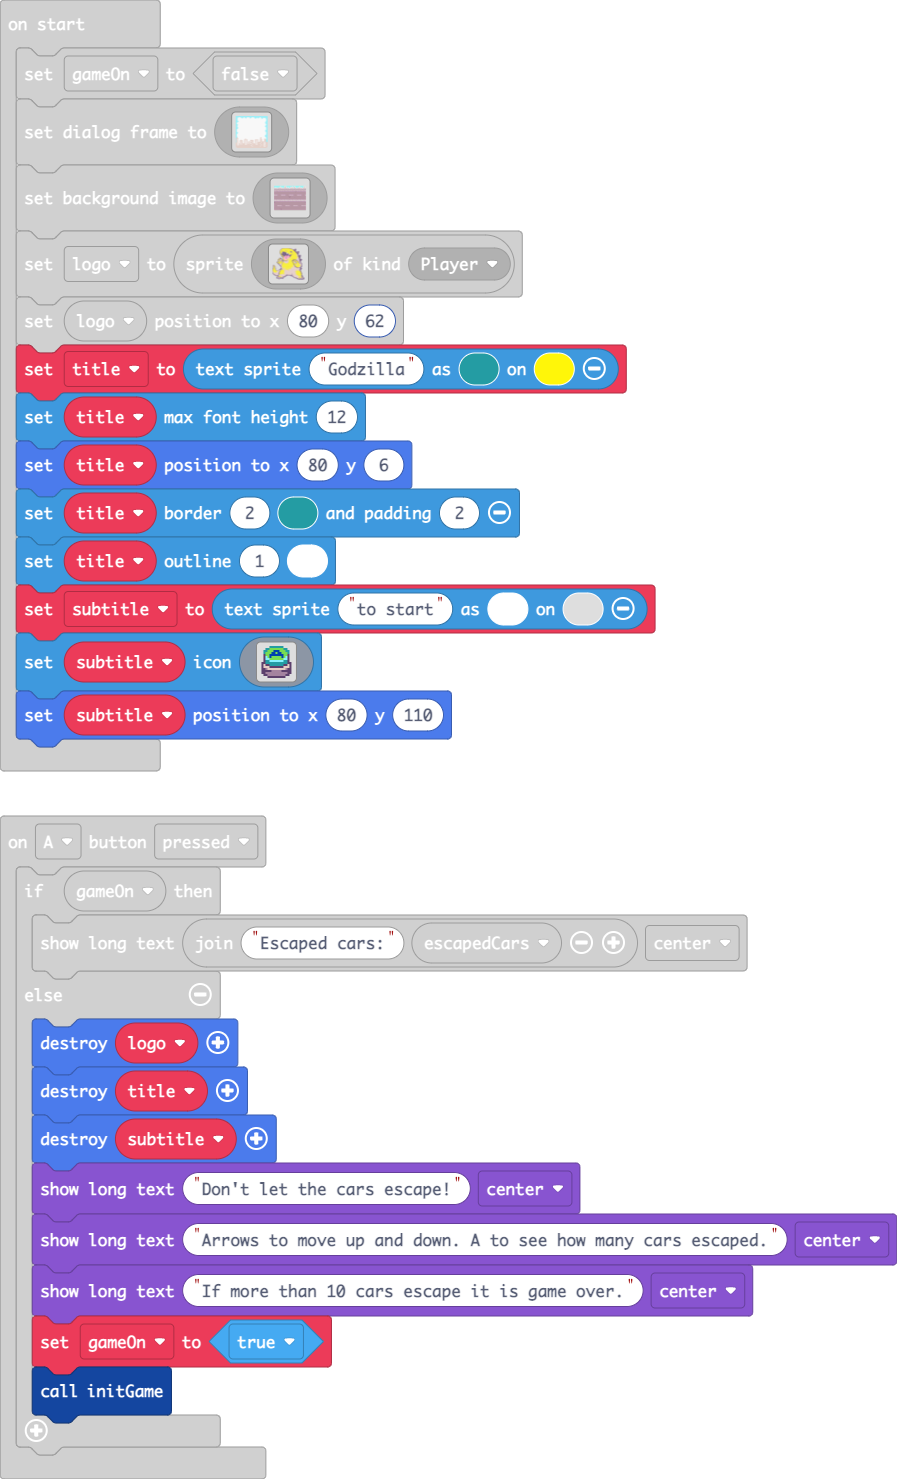 on start
set gameOn to false
set dialog frame to
set background image to
set logo to sprite of kind Player
set logo position to x 80 y 62
set title to text sprite "Godzilla" as on
set title max font height 12
set title position to x 80 y 6
set title border 2 and padding 2
set title outline 1
set subtitle to text sprite "to start" as on
set subtitle icon
set subtitle position to x 80 y 110
on A button pressed
if gameOn then
show long text join "Escaped cars:" escapedCars center
else
destroy logo
destroy title
destroy subtitle
show long text "Don't let the cars escape!" center
show long text "Arrows to move up and down. A to see how many cars escaped." center
show long text "If more than 10 cars escape it is game over." center
set gameOn to true
call initGame